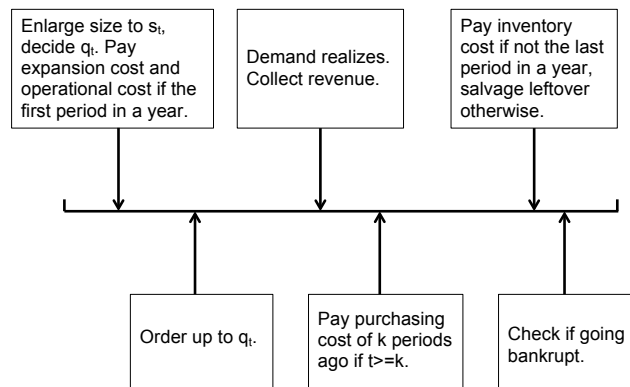 Enlarge size to sₜ,
decide qₜ. Pay
expansion cost and
operational cost if the
first period in a year.
Demand realizes.
Collect revenue.
Pay inventory
cost if not the last
period in a year,
salvage leftover
otherwise.
Order up to qₜ.
Pay purchasing
cost of k periods
ago if t>=k.
Check if going
bankrupt.